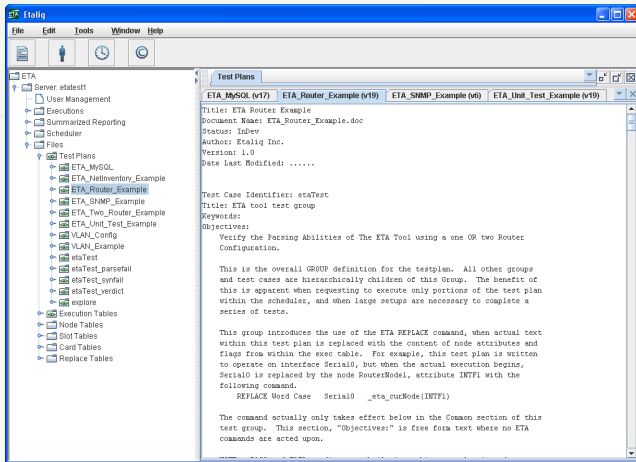 Etaliq
File Edit Tools Window Help
ETA
Server: etatest1
User Management
Executions
Summarized Reporting
Scheduler
Files
Test Plans
ETA_MySQL
ETA_NetInventory_Example
ETA_Router_Example
ETA_SNMP_Example
ETA_Two_Router_Example
ETA_Unit_Test_Example
VLAN_Config
VLAN_Example
etaTest
etaTest_parsefail
etaTest_synfail
etaTest_verdict
explore
Execution Tables
Node Tables
Slot Tables
Card Tables
Replace Tables
Test Plans
ETA_MySQL (v17) ETA_Router_Example (v19) ETA_SNMP_Example (v6) ETA_Unit_Test_Example (v19)
Title: ETA Router Example
Document Name: ETA_Router_Example.doc
Status: InDev
Author: Etaliq Inc.
Version: 1.0
Date Last Modified: ......
Test Case Identifier: etaTest
Title: ETA tool test group
Keywords:
Objectives:
Verify the Parsing Abilities of The ETA Tool using a one OR two Router
Configuration.
This is the overall GROUP definition for the testplan. All other groups
and test cases are hierarchically children of this Group. The benefit of
this is apparent when requesting to execute only portions of the test plan
within the scheduler, and when large setups are necessary to complete a
series of tests.
This group introduces the use of the ETA REPLACE command, when actual text
within this test plan is replaced with the content of node attributes and
flags from within the exec table. For example, this test plan is written
to operate on interface Serial0, but when the actual execution begins,
Serial0 is replaced by the node RouterNode1, attribute INTF1 with the
following command.
REPLACE Word Case Serial0 _eta_curNode(INTF1)
The command actually only takes effect below in the Common section of this
test group. This section, "Objectives:" is free form text where no ETA
commands are acted upon.